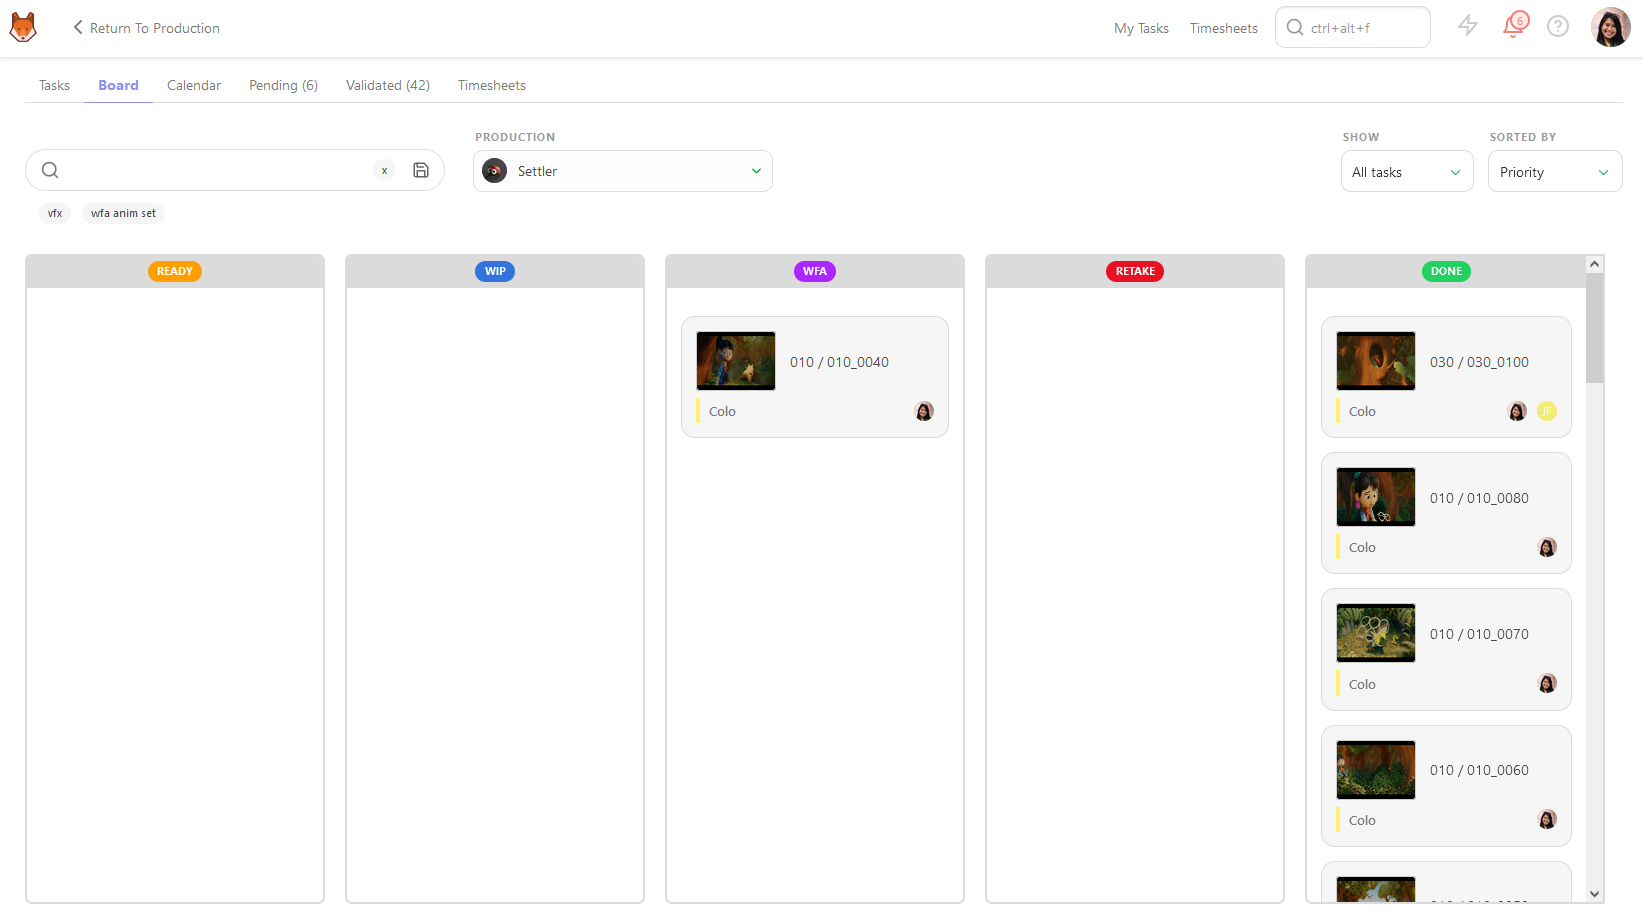 Return To Production
My Tasks
Timesheets
ctrl+alt+f
6
?
Tasks
Board
Calendar
Pending (6)
Validated (42)
Timesheets
PRODUCTION
SHOW
SORTED BY
x
Settler
All tasks
Priority
vfx
wfa anim set
READY
WIP
WFA
RETAKE
DONE
010 / 010_0040
Colo
030 / 030_0100
Colo
JF
010 / 010_0080
Colo
010 / 010_0070
Colo
010 / 010_0060
Colo